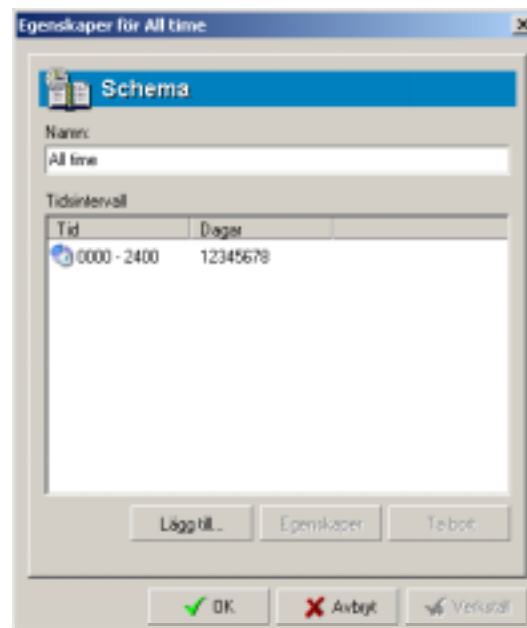 Egenskaper för All time
Schema
Namn:
All time
Tidsintervall
Tid Dagar
0000 - 2400 12345678
Lägg till...
Egenskaper
Ta bort
OK
Avbryt
Verkställ